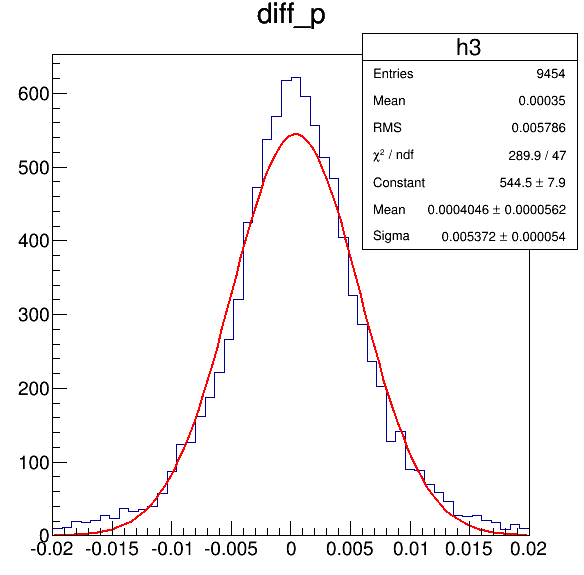 diff_p
h3
Entries 9454
Mean 0.00035
RMS 0.005786
χ² / ndf 289.9 / 47
Constant 544.5 ± 7.9
Mean 0.0004046 ± 0.0000562
Sigma 0.005372 ± 0.000054
600
500
400
300
200
100
0
-0.02 -0.015 -0.01 -0.005 0 0.005 0.01 0.015 0.02